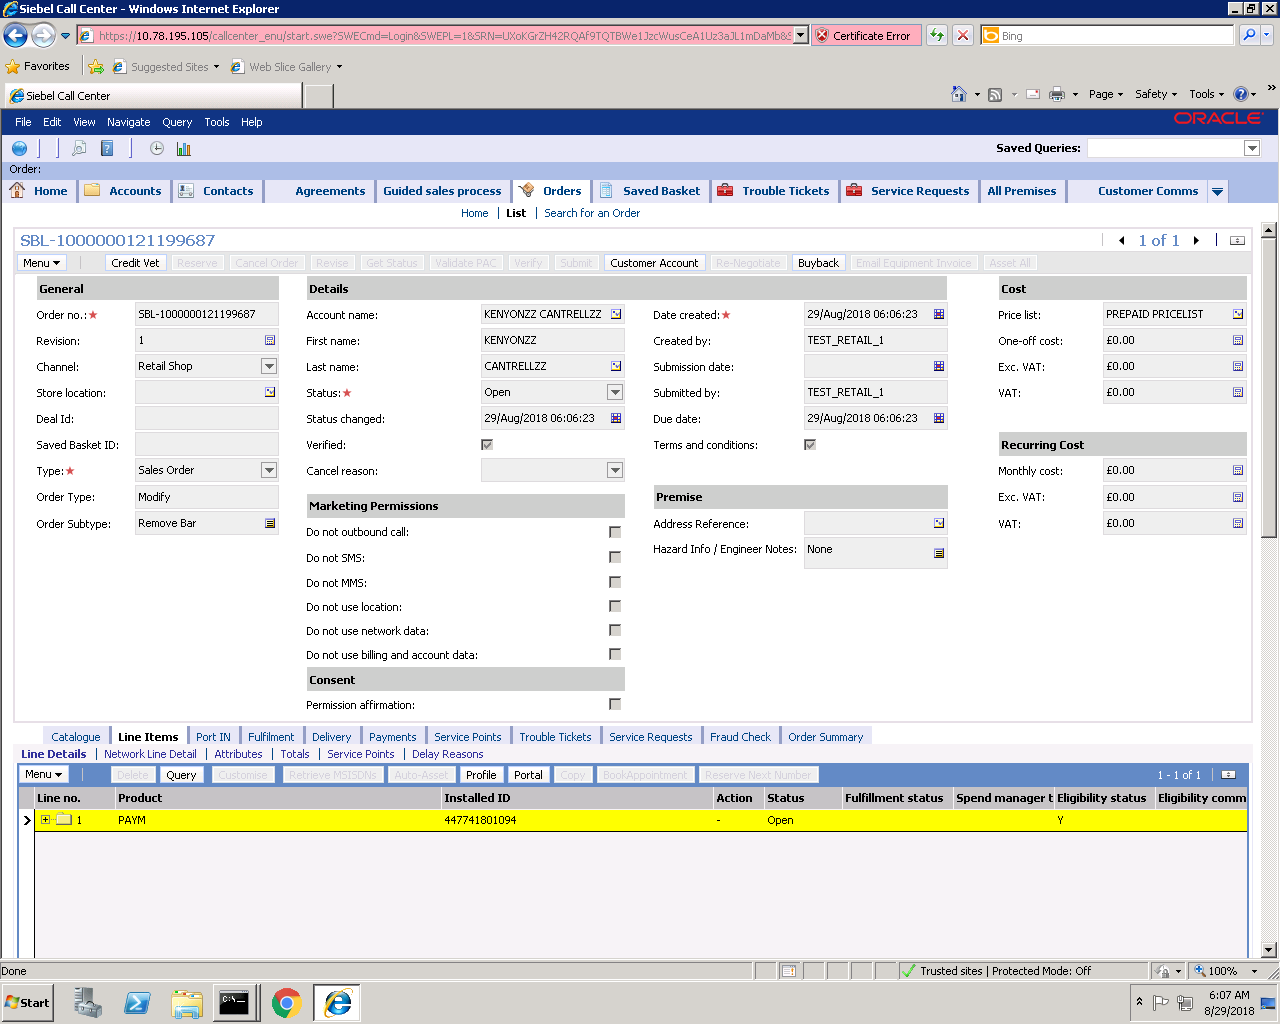 Siebel Call Center - Windows Internet Explorer
Certificate Error
Bing
Favorites Suggested Sites Web Slice Gallery
Siebel Call Center
Page Safety Tools
File Edit View Navigate Query Tools Help
ORACLE
Saved Queries:
Order:
Home Accounts Contacts Agreements Guided sales process Orders Saved Basket Trouble Tickets Service Requests All Premises Customer Comms
Home List Search for an Order
SBL-1000000121199687
1 of 1
Menu Credit Vet Reserve Cancel Order Revise Get Status Validate PAC Verify Submit Customer Account Re-Negotiate Buyback Email Equipment Invoice Asset All
General
Order no.:★ SBL-1000000121199687
Revision: 1
Channel: Retail Shop
Store location:
Deal Id:
Saved Basket ID:
Type:★ Sales Order
Order Type: Modify
Order Subtype: Remove Bar
Details
Account name: KENYONZZ CANTRELLZZ
First name: KENYONZZ
Last name: CANTRELLZZ
Status:★ Open
Status changed: 29/Aug/2018 06:06:23
Verified:
Cancel reason:
Date created:★ 29/Aug/2018 06:06:23
Created by: TEST_RETAIL_1
Submission date:
Submitted by: TEST_RETAIL_1
Due date: 29/Aug/2018 06:06:23
Terms and conditions:
Marketing Permissions
Do not outbound call:
Do not SMS:
Do not MMS:
Do not use location:
Do not use network data:
Do not use billing and account data:
Consent
Permission affirmation:
Premise
Address Reference:
Hazard Info / Engineer Notes: None
Cost
Price list: PREPAID PRICELIST
One-off cost: £0.00
Exc. VAT: £0.00
VAT: £0.00
Recurring Cost
Monthly cost: £0.00
Exc. VAT: £0.00
VAT: £0.00
Catalogue Line Items Port IN Fulfilment Delivery Payments Service Points Trouble Tickets Service Requests Fraud Check Order Summary
Line Details Network Line Detail Attributes Totals Service Points Delay Reasons
Menu Delete Query Customise Retrieve MSISDNs Auto-Asset Profile Portal Copy BookAppointment Reserve Next Number 1 - 1 of 1
Line no. Product Installed ID Action Status Fulfillment status Spend manager t Eligibility status Eligibility comm
1 PAYM 447741801094 - Open Y
Done Trusted sites | Protected Mode: Off 100%
Start 6:07 AM
8/29/2018